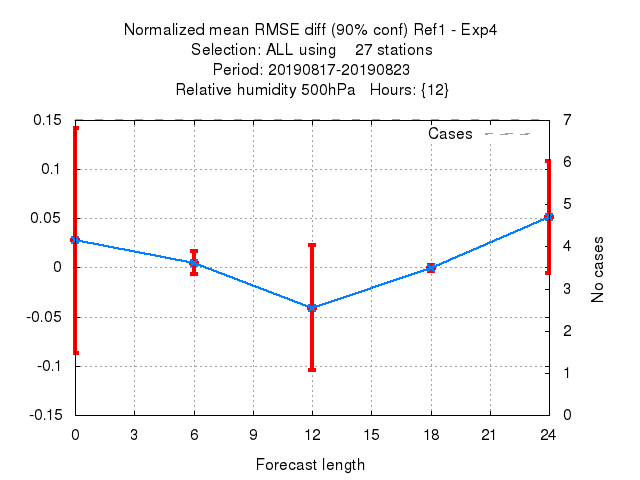 Normalized mean RMSE diff (90% conf) Ref1 - Exp4
Selection: ALL using    27 stations
Period: 20190817-20190823
Relative humidity 500hPa   Hours: {12}
Cases
0.15
0.1
0.05
0
-0.05
-0.1
-0.15
7
6
5
4
3
2
1
0
No cases
0 3 6 9 12 15 18 21 24
Forecast length